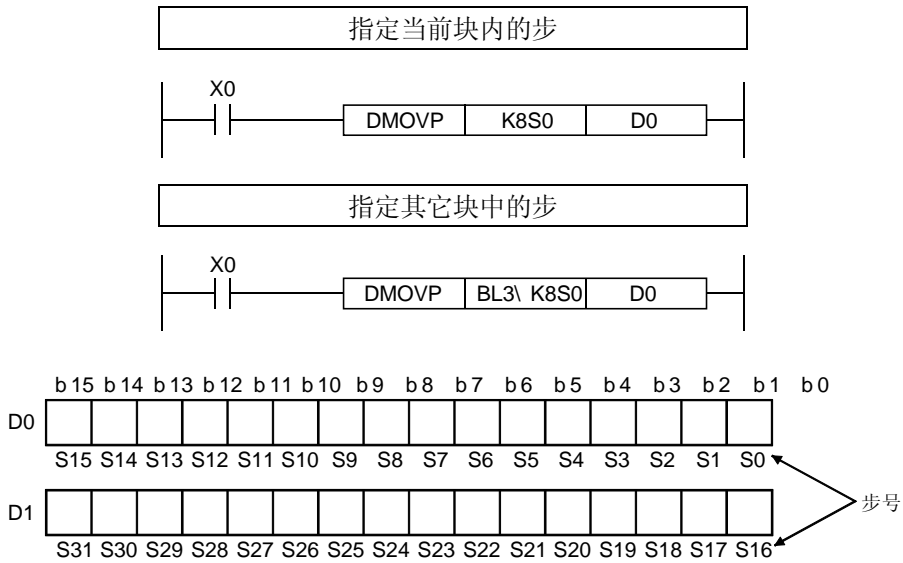 指定当前块内的步
X0
DMOVP K8S0 D0
指定其它块中的步
X0
DMOVP BL3\ K8S0 D0
b15 b14 b13 b12 b11 b10 b9 b8 b7 b6 b5 b4 b3 b2 b1 b0
D0
S15 S14 S13 S12 S11 S10 S9 S8 S7 S6 S5 S4 S3 S2 S1 S0
步号
D1
S31 S30 S29 S28 S27 S26 S25 S24 S23 S22 S21 S20 S19 S18 S17 S16